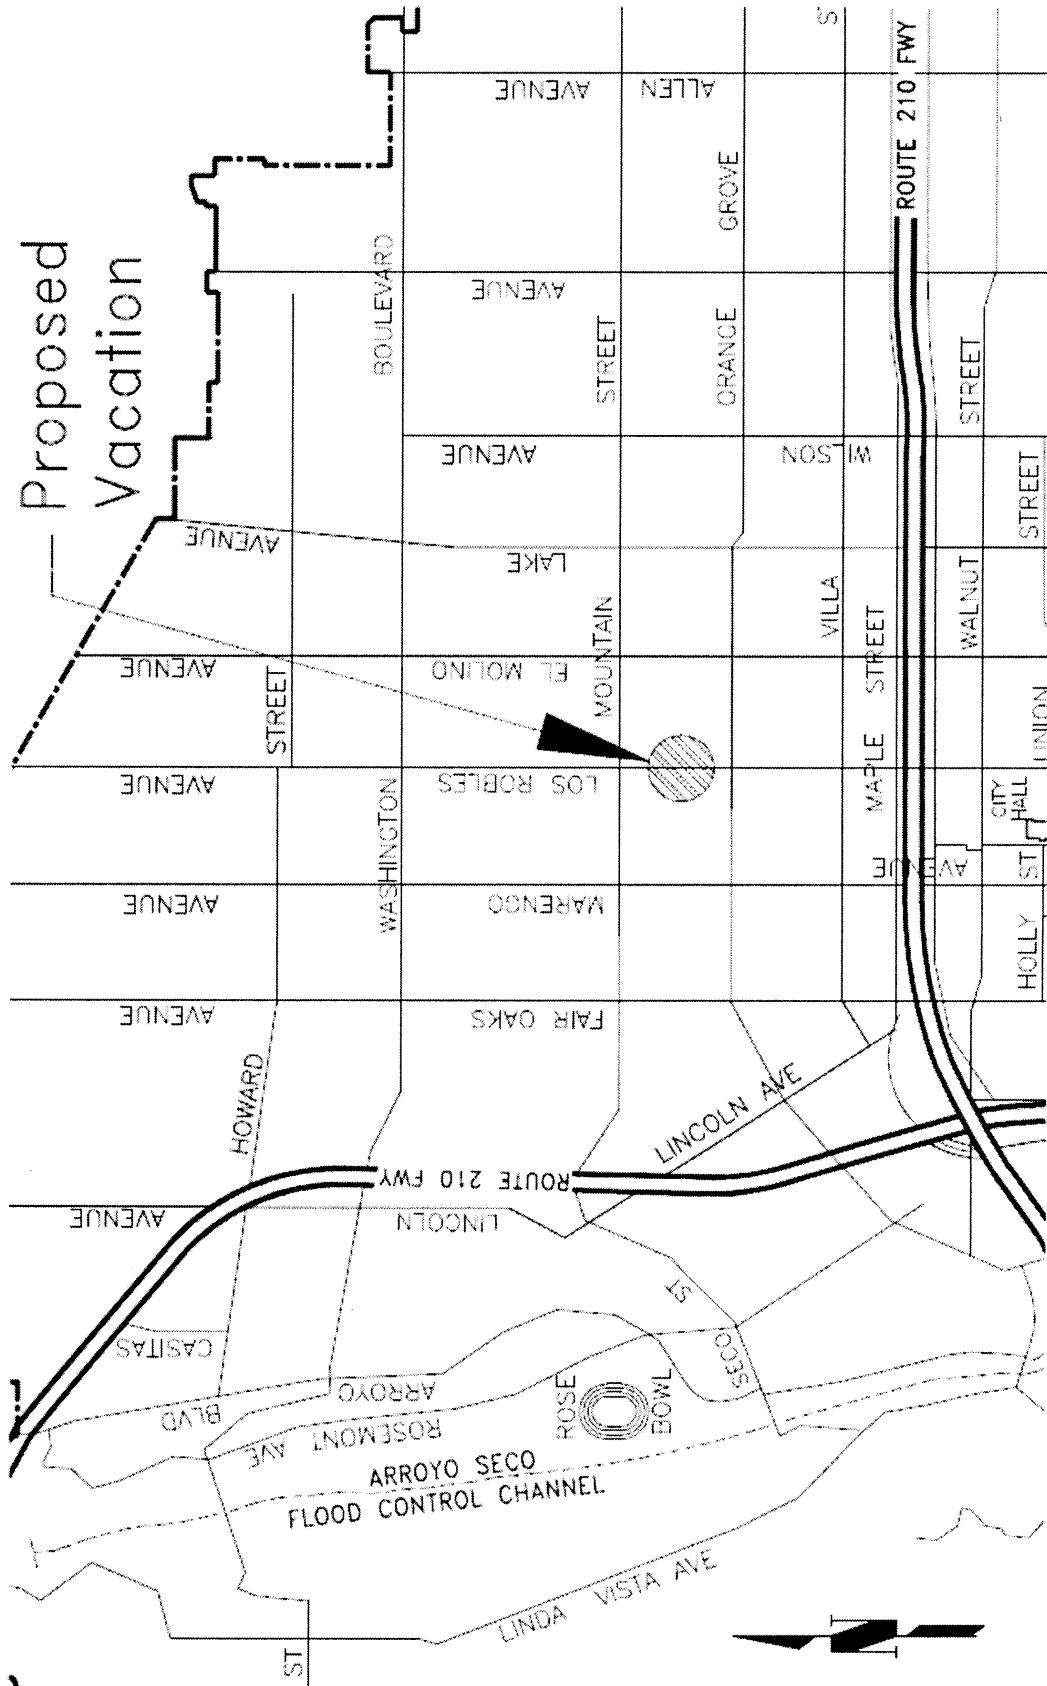 Proposed
Vacation
AVENUE
ALLEN
S
ROUTE 210 FWY
BOULEVARD
AVENUE
STREET
ORANGE GROVE
STREET
AVENUE
WILSON
STREET
AVENUE
LAKE
VILLA
WALNUT
AVENUE
EL MOLINO
MOUNTAIN
MAPLE STREET
UNION
STREET
AVENUE
LOS ROBLES
CITY
HALL
WASHINGTON
AVENUE
MARENGO
AVENUE
HOLLY ST
AVENUE
FAIR OAKS
HOWARD
LINCOLN AVE
ROUTE 210 FWY
AVENUE
LINCOLN
ST
CASITAS
SECO
ARROYO
BLVD
ROSEMONT AVE
ROSE
BOWL
ARROYO SECO
FLOOD CONTROL CHANNEL
LINDA VISTA AVE
ST